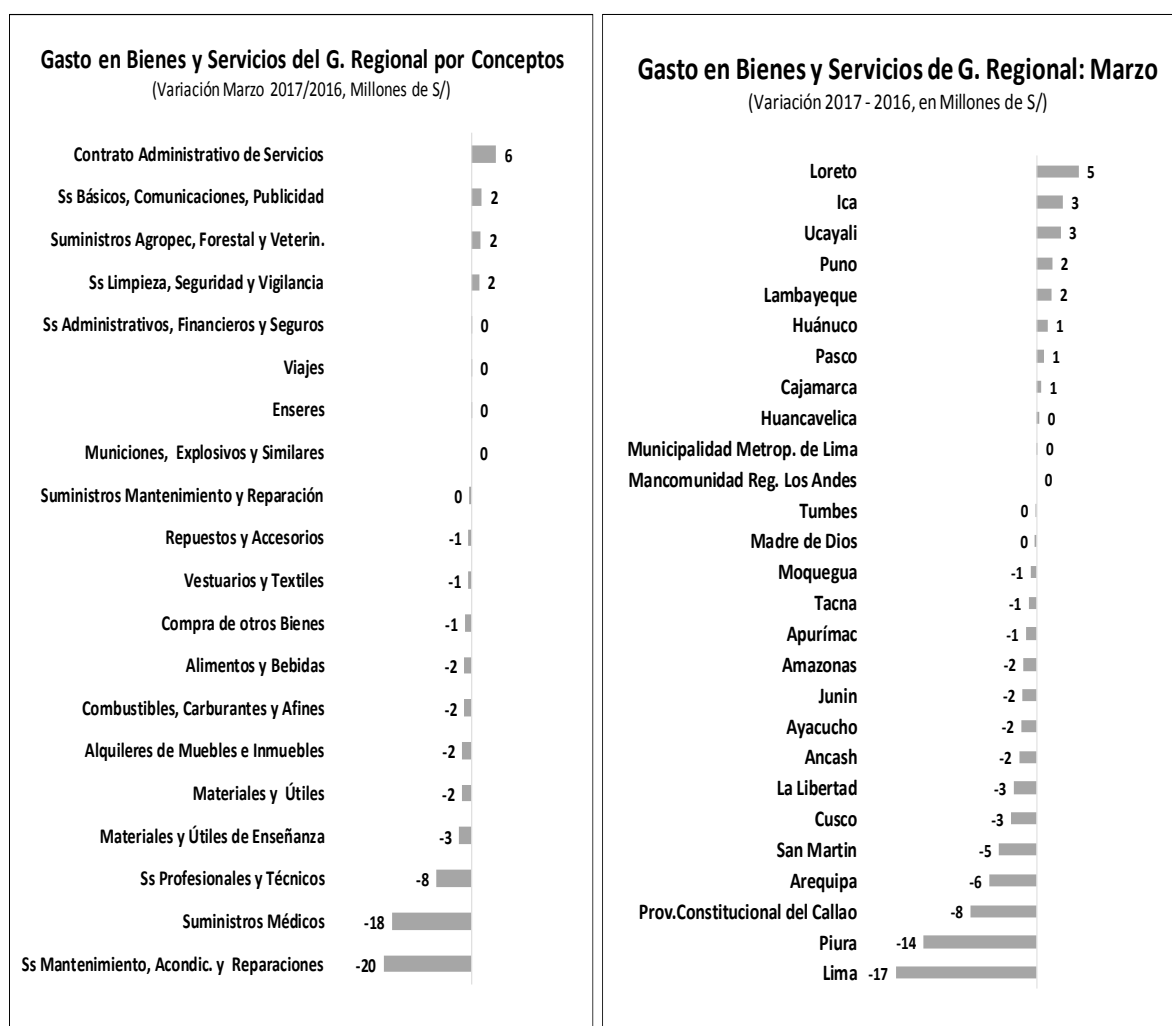 Gasto en Bienes y Servicios del G. Regional por Conceptos
(Variación Marzo 2017/2016, Millones de S/)
Contrato Administrativo de Servicios 6
Ss Básicos, Comunicaciones, Publicidad 2
Suministros Agropec, Forestal y Veterin. 2
Ss Limpieza, Seguridad y Vigilancia 2
Ss Administrativos, Financieros y Seguros 0
Viajes 0
Enseres 0
Municiones, Explosivos y Similares 0
Suministros Mantenimiento y Reparación 0
Repuestos y Accesorios -1
Vestuarios y Textiles -1
Compra de otros Bienes -1
Alimentos y Bebidas -2
Combustibles, Carburantes y Afines -2
Alquileres de Muebles e Inmuebles -2
Materiales y Útiles -2
Materiales y Útiles de Enseñanza -3
Ss Profesionales y Técnicos -8
Suministros Médicos -18
Ss Mantenimiento, Acondic. y Reparaciones -20
Gasto en Bienes y Servicios de G. Regional: Marzo
(Variación 2017 - 2016, en Millones de S/)
Loreto 5
Ica 3
Ucayali 3
Puno 2
Lambayeque 2
Huánuco 1
Pasco 1
Cajamarca 1
Huancavelica 0
Municipalidad Metrop. de Lima 0
Mancomunidad Reg. Los Andes 0
Tumbes 0
Madre de Dios 0
Moquegua -1
Tacna -1
Apurímac -1
Amazonas -2
Junin -2
Ayacucho -2
Ancash -2
La Libertad -3
Cusco -3
San Martin -5
Arequipa -6
Prov.Constitucional del Callao -8
Piura -14
Lima -17